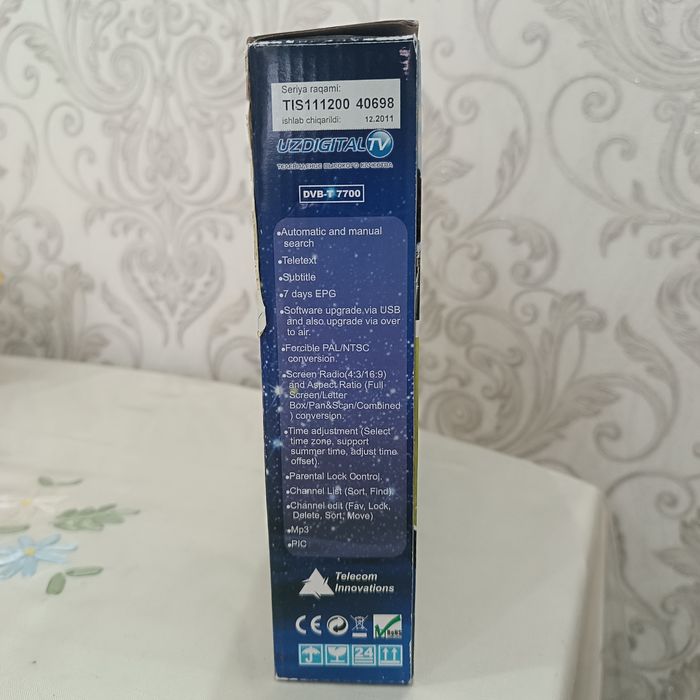 Seriya raqami:
TIS111200 40698
ishlab chiqarildi: 12.2011
UZDIGITAL TV
ТЕЛЕВИДЕНИЕ ВЫСОКОГО КАЧЕСТВА
DVB-T 7700
•Automatic and manual
search
•Teletext
•Subtitle
•7 days EPG
•Software upgrade via USB
and also upgrade via over
to air.
•Forcible PAL/NTSC
conversion.
•Screen Radio(4:3/16:9)
and Aspect Ratio (Full
Screen/Letter
Box/Pan&Scan/Combined
) conversion.
•Time adjustment (Select
time zone, support
summer time, adjust time
offset).
•Parental Lock Control.
•Channel List (Sort, Find).
•Channel edit (Fav, Lock,
Delete, Sort, Move)
•Mp3
•PIC
Telecom
Innovations
CE
RoHS
24